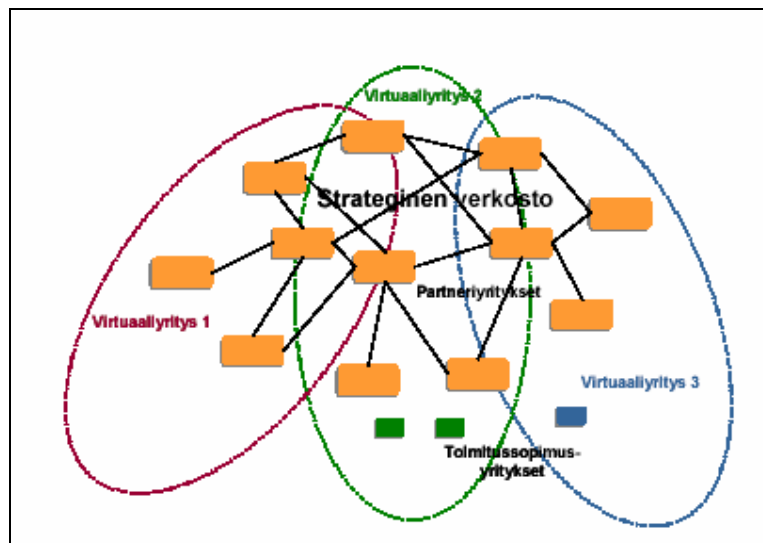 Virtuaaliyritys 2
Strateginen verkosto
Partneriyritykset
Virtuaaliyritys 1
Virtuaaliyritys 3
Toimitussopimus-
yritykset